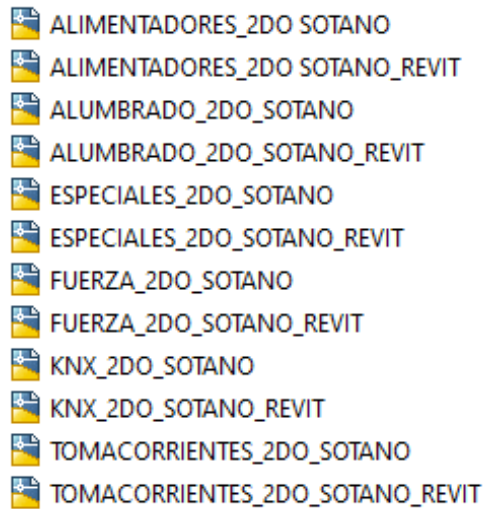 ALIMENTADORES_2DO SOTANO
ALIMENTADORES_2DO SOTANO_REVIT
ALUMBRADO_2DO_SOTANO
ALUMBRADO_2DO_SOTANO_REVIT
ESPECIALES_2DO_SOTANO
ESPECIALES_2DO_SOTANO_REVIT
FUERZA_2DO_SOTANO
FUERZA_2DO_SOTANO_REVIT
KNX_2DO_SOTANO
KNX_2DO_SOTANO_REVIT
TOMACORRIENTES_2DO_SOTANO
TOMACORRIENTES_2DO_SOTANO_REVIT